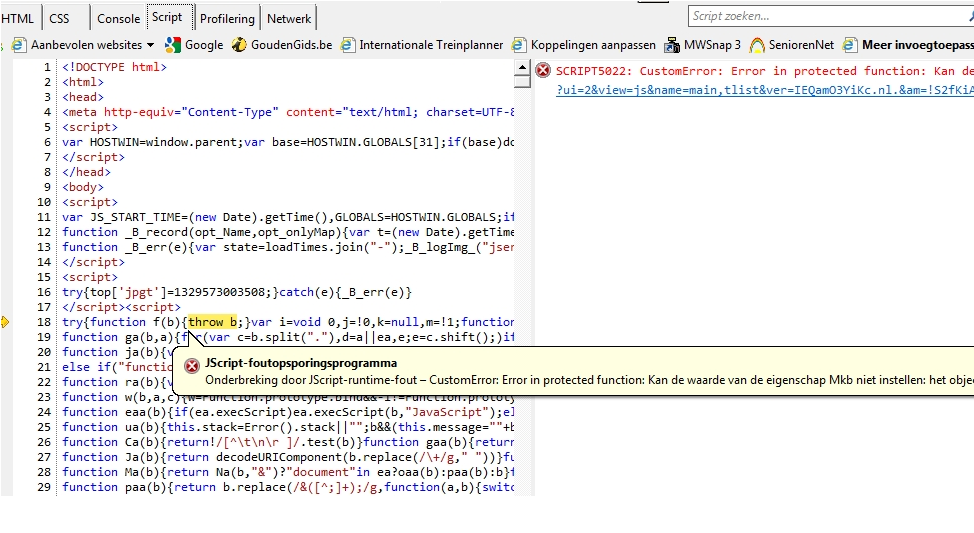 HTML CSS Console Script Profilering Netwerk Script zoeken...
Aanbevolen websites Google GoudenGids.be Internationale Treinplanner Koppelingen aanpassen MWSnap 3 SeniorenNet Meer invoegtoepass
1 <!DOCTYPE html>
2 <html>
3 <head>
4 <meta http-equiv="Content-Type" content="text/html; charset=UTF-8
5 <script>
6 var HOSTWIN=window.parent;var base=HOSTWIN.GLOBALS[31];if(base)do
7 </script>
8 </head>
9 <body>
10 <script>
11 var JS_START_TIME=(new Date).getTime(),GLOBALS=HOSTWIN.GLOBALS;if
12 function _B_record(opt_Name,opt_onlyMap){var t=(new Date).getTime
13 function _B_err(e){var state=loadTimes.join("-");_B_logImg_("jser
14 </script>
15 <script>
16 try{top['jpgt']=1329573003508;}catch(e){_B_err(e)}
17 </script><script>
18 try{function f(b){throw b;}var i=void 0,j=!0,k=null,m=!1;function
19 function ga(b,a){for(var c=b.split("."),d=a||ea,e;e=c.shift();)if
20 function ja(b){v
21 else if("functio
22 function ra(b){v
23 function w(b,a,c){w=Function.prototype.bind&&-1!=Function.prototy
24 function eaa(b){if(ea.execScript)ea.execScript(b,"JavaScript");el
25 function ua(b){this.stack=Error().stack||"";b&&(this.message=""+b
26 function Ca(b){return!/[^\t\n\r ]/.test(b)}function gaa(b){return
27 function Ja(b){return decodeURIComponent(b.replace(/\+/g," "))}fu
28 function Ma(b){return Na(b,"&")?"document"in ea?oaa(b):paa(b):b}f
29 function paa(b){return b.replace(/&([^;]+);/g,function(a,b){switc
SCRIPT5022: CustomError: Error in protected function: Kan de
?ui=2&view=js&name=main,tlist&ver=IEQamO3YiKc.nl.&am=!S2fKiA
JScript-foutopsporingsprogramma
Onderbreking door JScript-runtime-fout – CustomError: Error in protected function: Kan de waarde van de eigenschap Mkb niet instellen: het objec